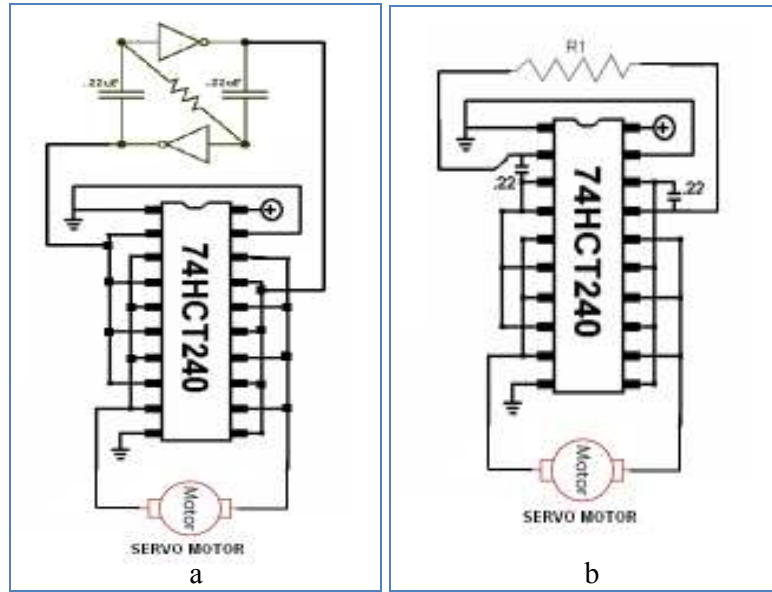 .22uF
.22uF
74HCT240
Motor
SERVO MOTOR
a
R1
.22
.22
74HCT240
Motor
SERVO MOTOR
b